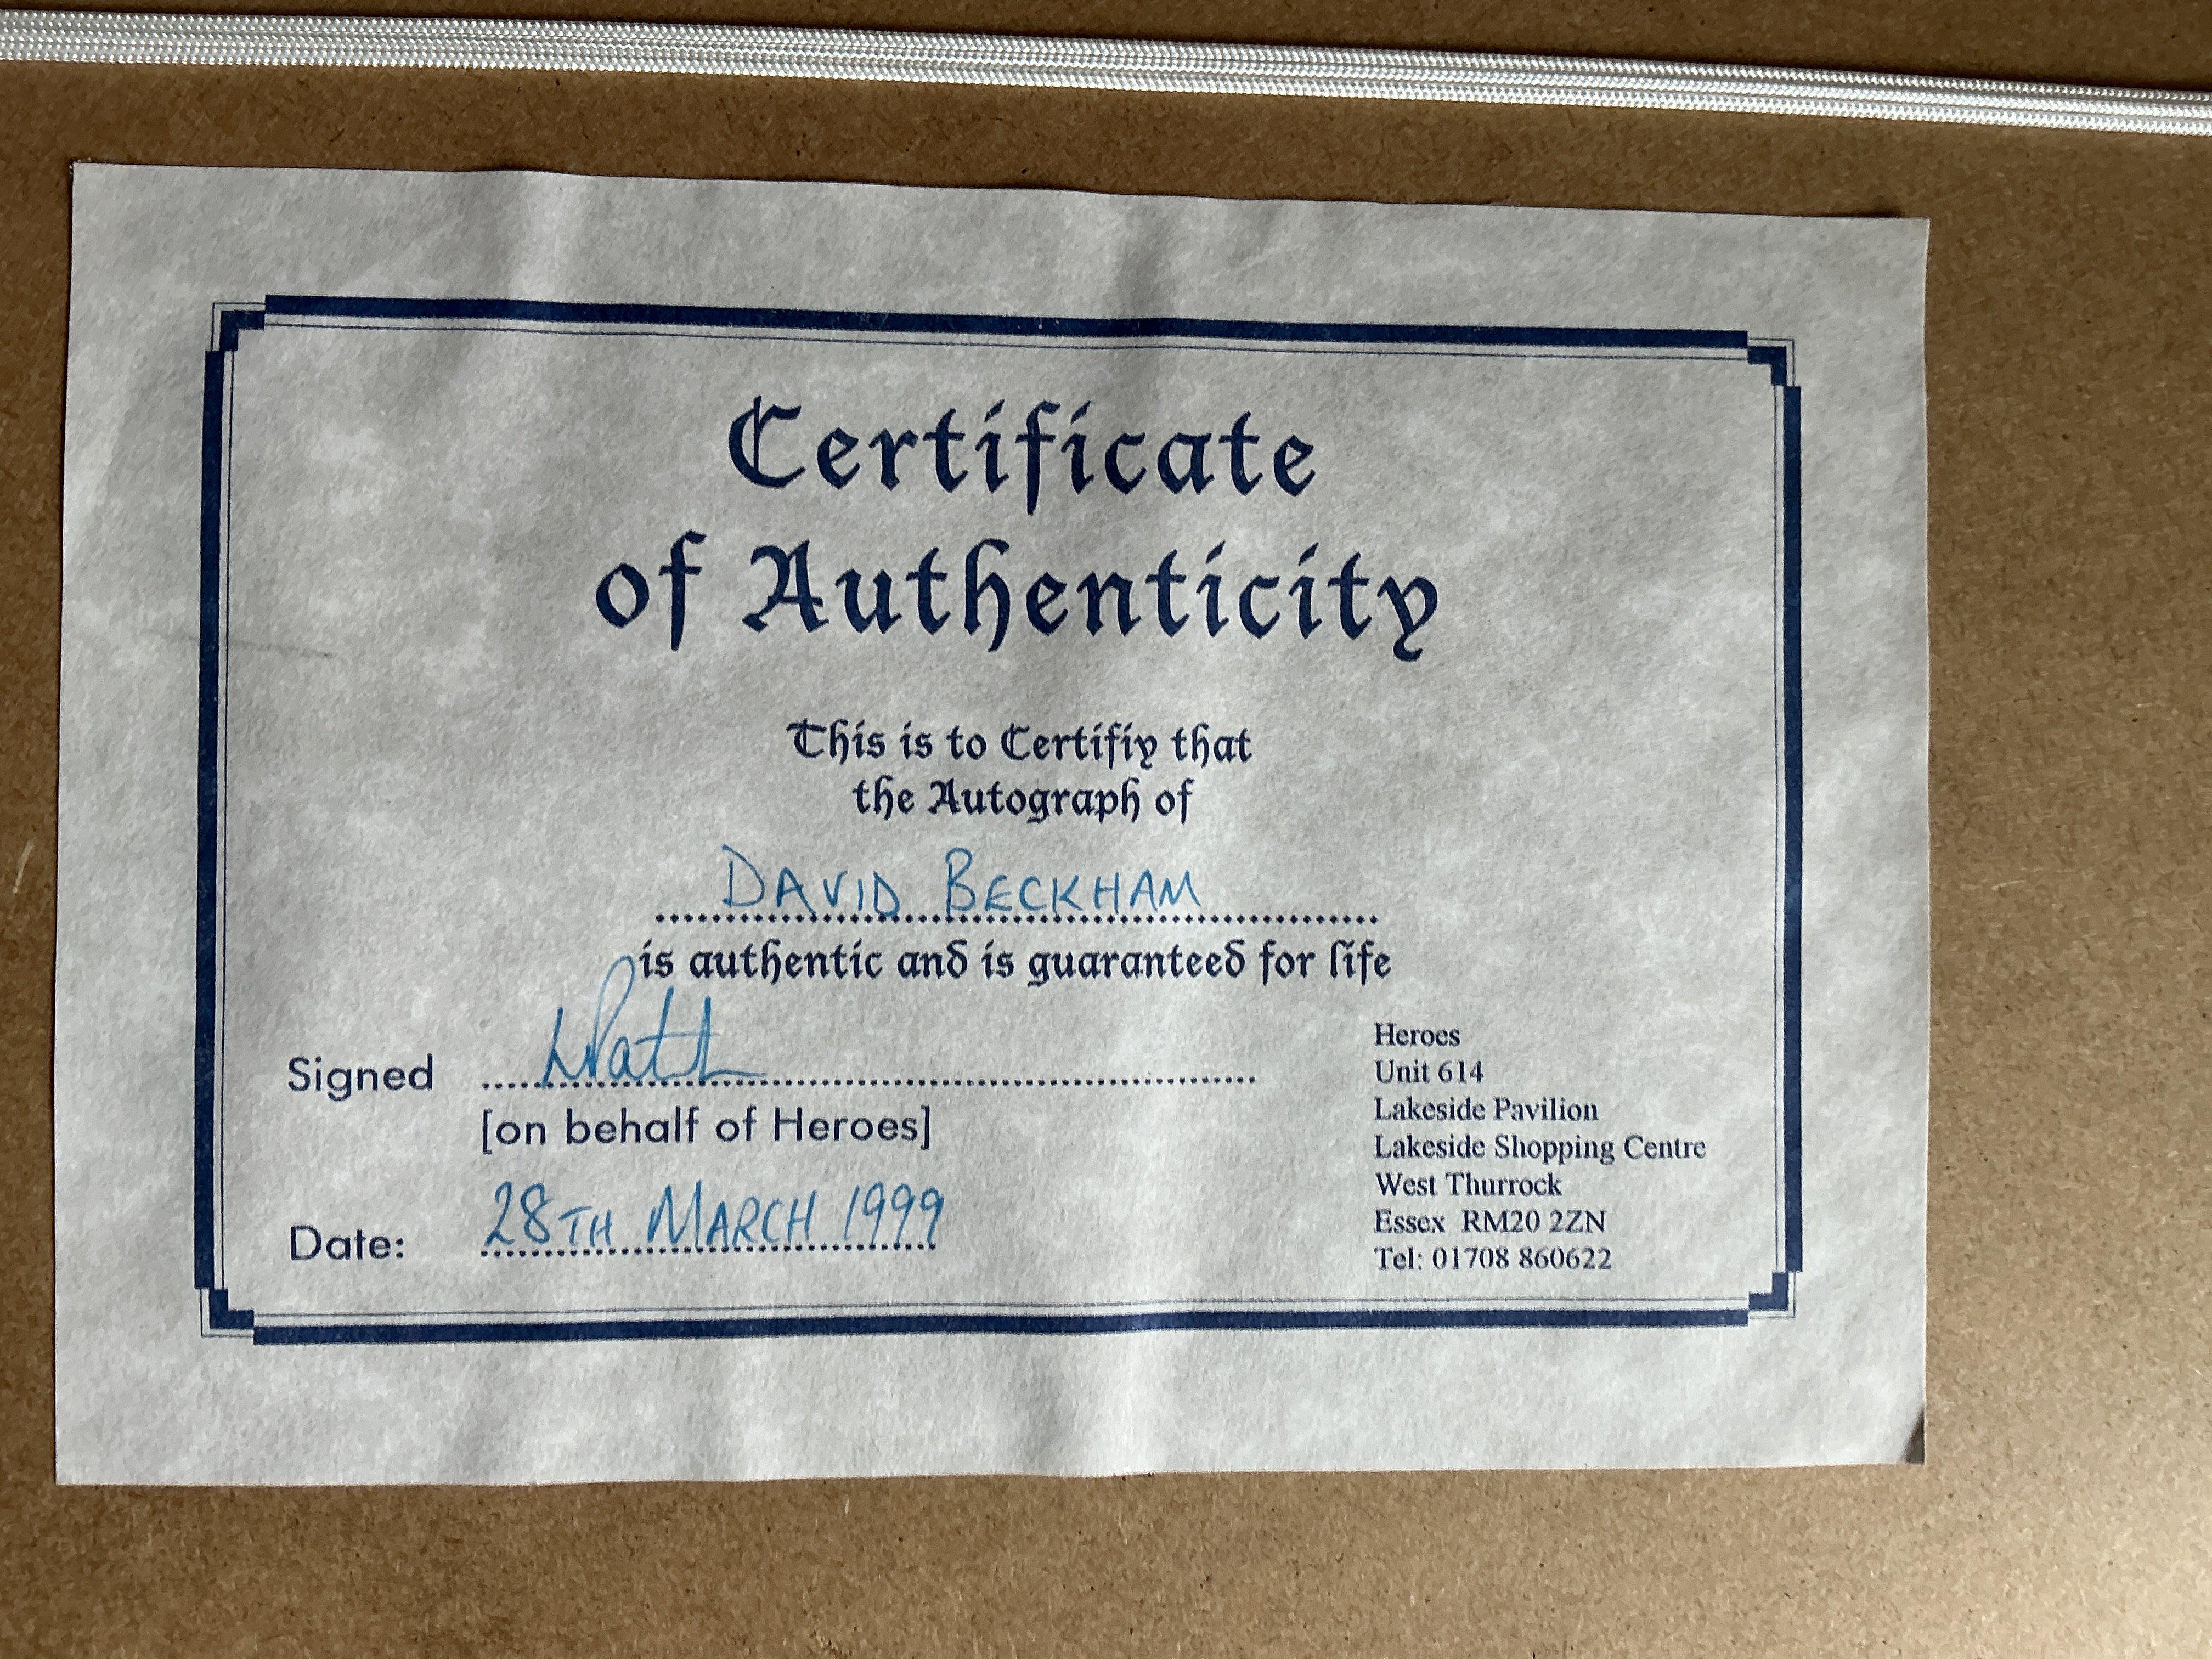 Certificate
of Authenticity
This is to Certifiy that
the Autograph of
DAVID BECKHAM
is authentic and is guaranteed for life
Signed
[on behalf of Heroes]
Date: 28TH MARCH 1999
Heroes
Unit 614
Lakeside Pavilion
Lakeside Shopping Centre
West Thurrock
Essex RM20 2ZN
Tel: 01708 860622